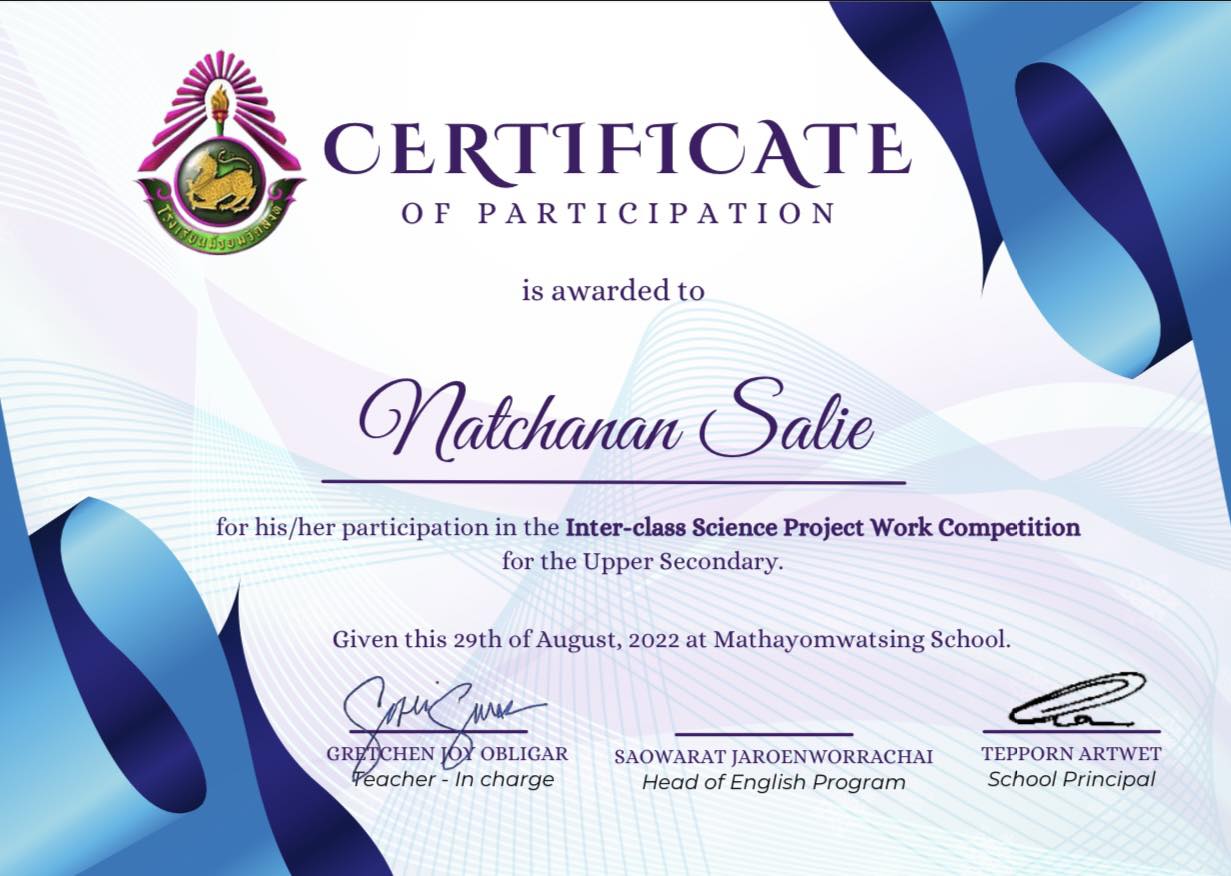 โรงเรียนมัธยมวัดสิงห์
CERTIFICATE
OF PARTICIPATION
is awarded to
Natchanan Salie
for his/her participation in the Inter-class Science Project Work Competition
for the Upper Secondary.
Given this 29th of August, 2022 at Mathayomwatsing School.
GRETCHEN JOY OBLIGAR
Teacher - In charge
SAOWARAT JAROENWORRACHAI
Head of English Program
TEPPORN ARTWET
School Principal